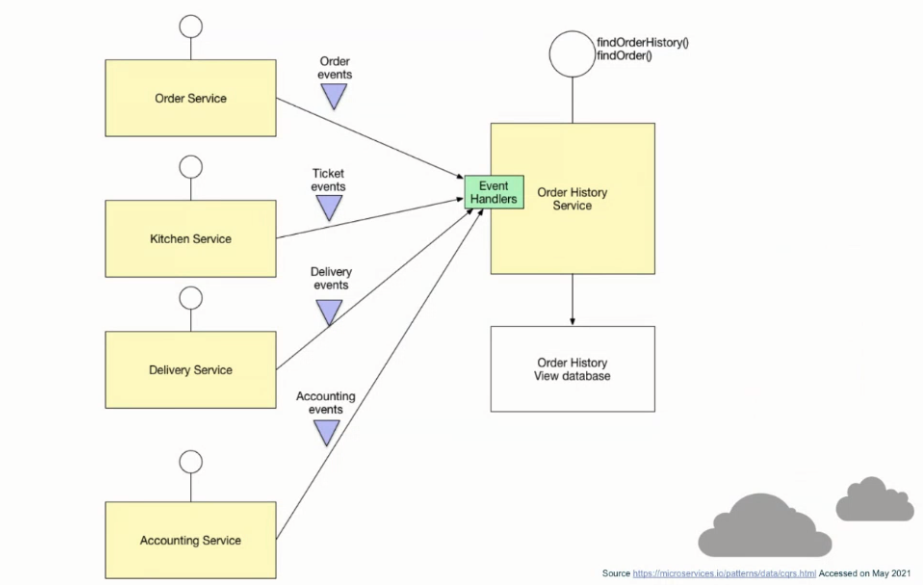 Order
events
findOrderHistory()
findOrder()
Order Service
Ticket
events
Event
Handlers
Order History
Service
Kitchen Service
Delivery
events
Delivery Service
Order History
View database
Accounting
events
Accounting Service
Source https://microservices.io/patterns/data/cqrs.html Accessed on May 2021